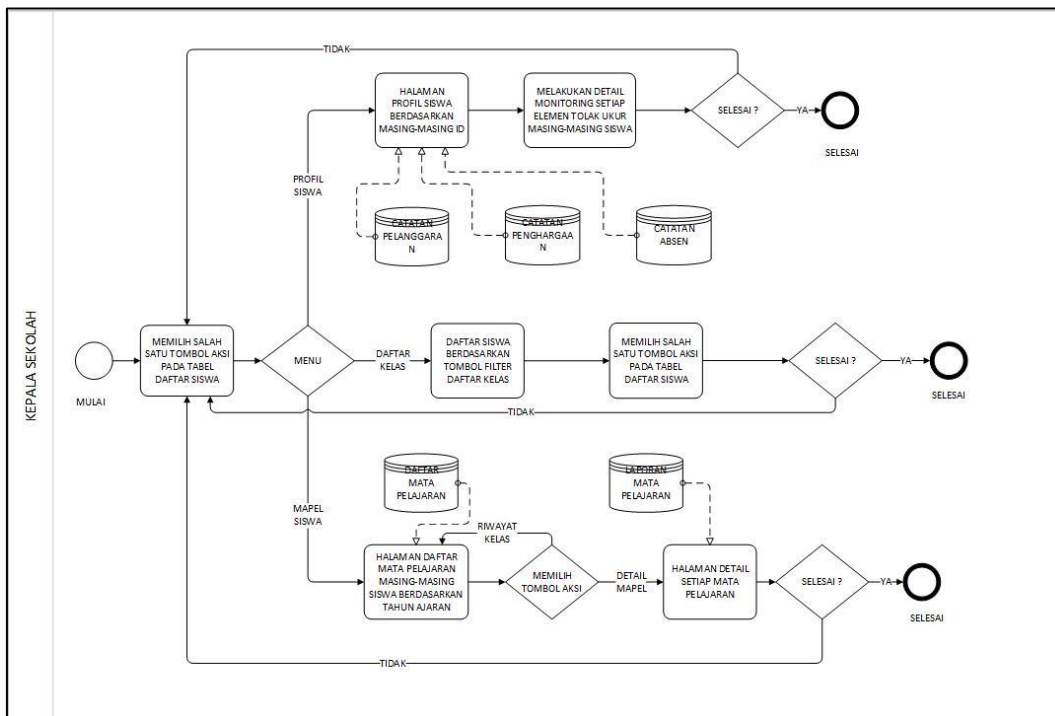 KEPALA SEKOLAH
TIDAK
HALAMAN
PROFIL SISWA
BERDASARKAN
MASING-MASING ID
MELAKUKAN DETAIL
MONITORING SETIAP
ELEMEN TOLAK UKUR
MASING-MASING SISWA
SELESAI ?
YA
SELESAI
PROFIL
SISWA
CATATAN
PELANGGARA
N
CATATAN
PENGHARGAA
N
CATATAN
ABSEN
MULAI
MEMILIH SALAH
SATU TOMBOL AKSI
PADA TABEL
DAFTAR SISWA
MENU
DAFTAR
KELAS
DAFTAR SISWA
BERDASARKAN
TOMBOL FILTER
DAFTAR KELAS
MEMILIH SALAH
SATU TOMBOL AKSI
PADA TABEL
DAFTAR SISWA
SELESAI ?
YA
SELESAI
TIDAK
MAPEL
SISWA
DAFTAR
MATA
PELAJARAN
LAPORAN
MATA
PELAJARAN
RIWAYAT
KELAS
HALAMAN DAFTAR
MATA PELAJARAN
MASING-MASING
SISWA BERDASARKAN
TAHUN AJARAN
MEMILIH
TOMBOL AKSI
DETAIL
MAPEL
HALAMAN DETAIL
SETIAP MATA
PELAJARAN
SELESAI ?
YA
SELESAI
TIDAK